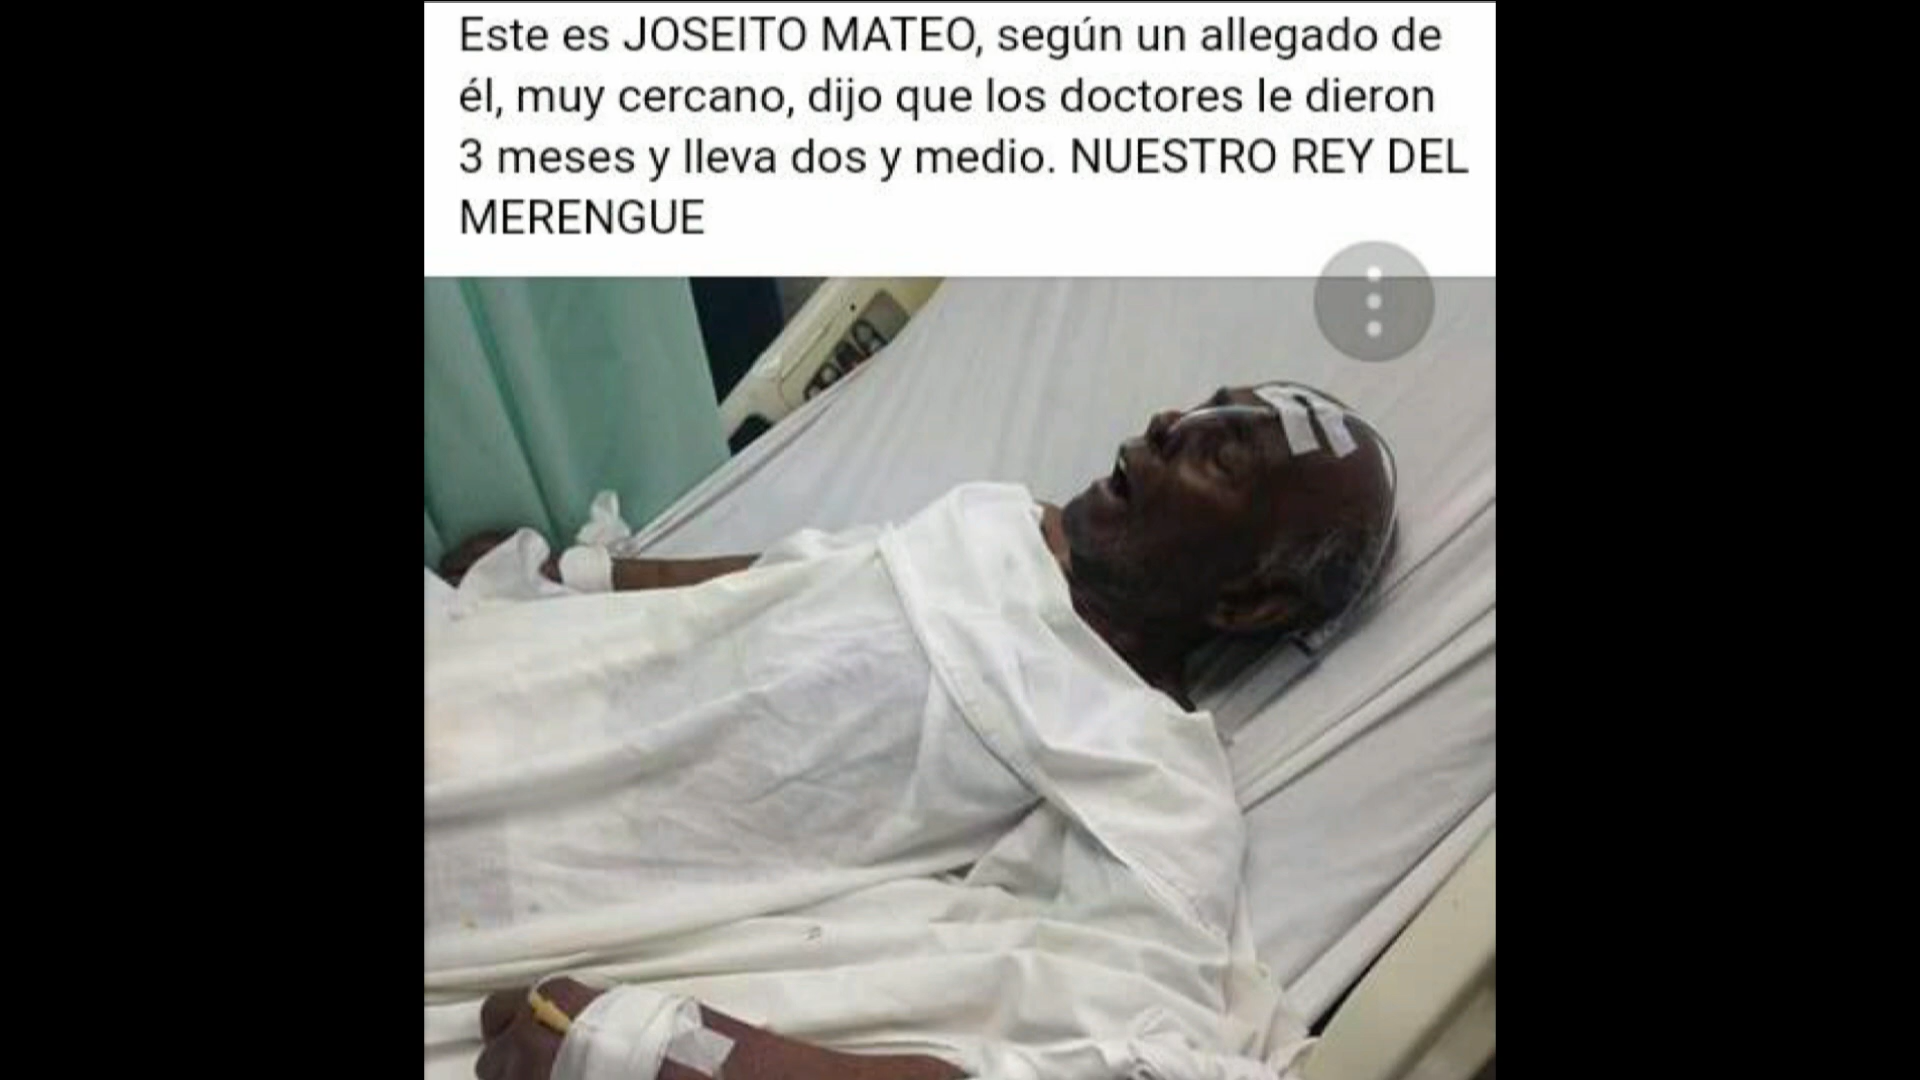 Este es JOSEITO MATEO, según un allegado de
él, muy cercano, dijo que los doctores le dieron
3 meses y lleva dos y medio. NUESTRO REY DEL
MERENGUE